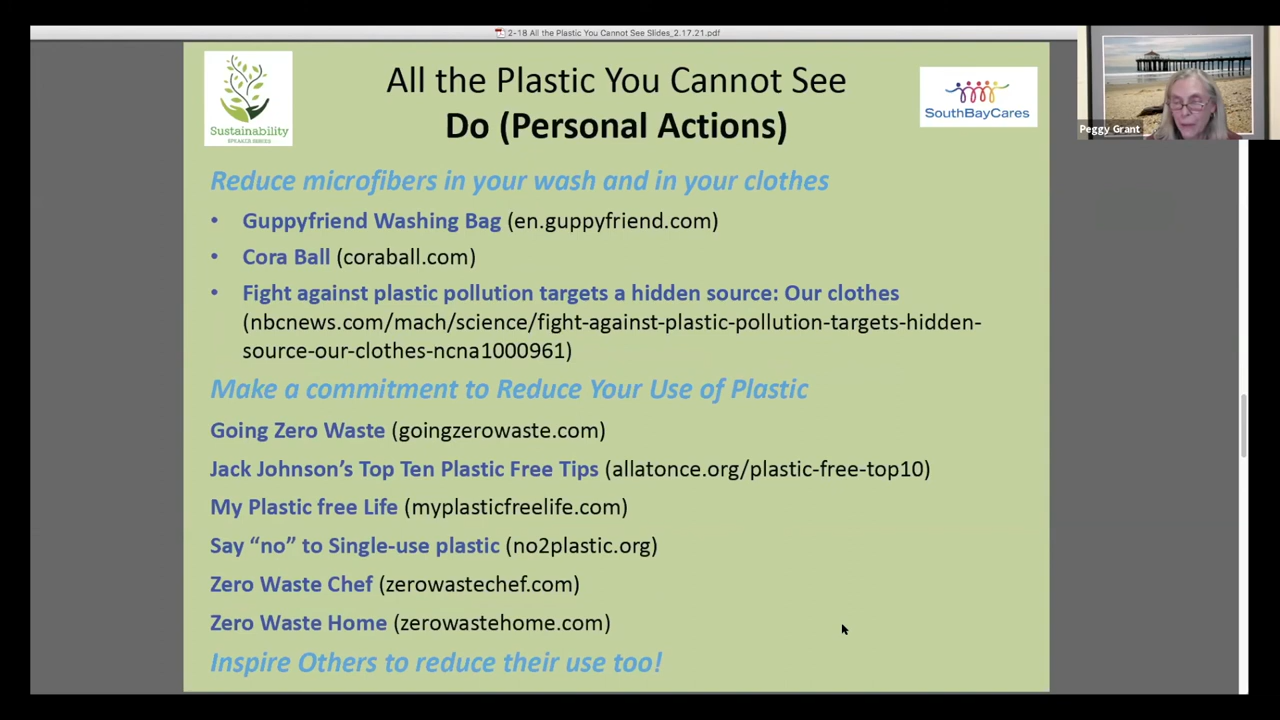 2-18 All the Plastic You Cannot See Slides_2.17.21.pdf
Sustainability
SPEAKER SERIES
All the Plastic You Cannot See
Do (Personal Actions)
SouthBayCares
Peggy Grant
Reduce microfibers in your wash and in your clothes
• Guppyfriend Washing Bag (en.guppyfriend.com)
• Cora Ball (coraball.com)
• Fight against plastic pollution targets a hidden source: Our clothes
(nbcnews.com/mach/science/fight-against-plastic-pollution-targets-hidden-
source-our-clothes-ncna1000961)
Make a commitment to Reduce Your Use of Plastic
Going Zero Waste (goingzerowaste.com)
Jack Johnson’s Top Ten Plastic Free Tips (allatonce.org/plastic-free-top10)
My Plastic free Life (myplasticfreelife.com)
Say “no” to Single-use plastic (no2plastic.org)
Zero Waste Chef (zerowastechef.com)
Zero Waste Home (zerowastehome.com)
Inspire Others to reduce their use too!